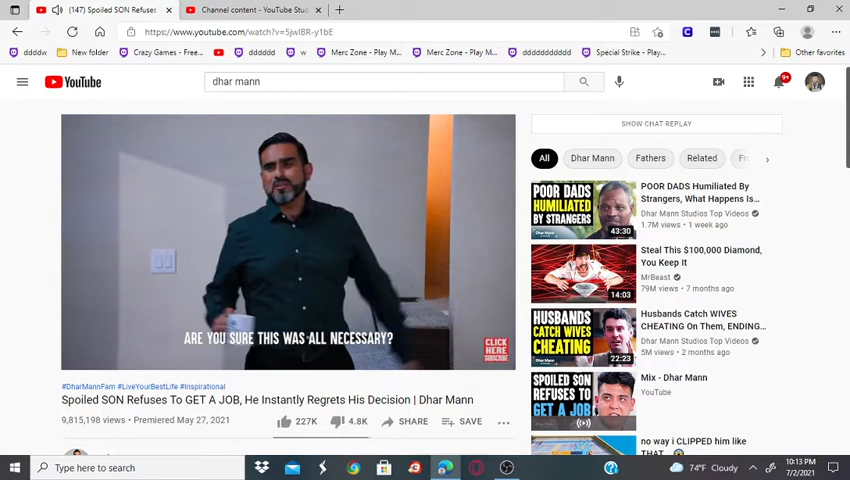 (147) Spoiled SON Refuses
Channel content - YouTube Stud
https://www.youtube.com/watch?v=5jwIBR-y1bE
ddddw
New folder
Crazy Games - Free...
dddddd
w
Merc Zone - Play M...
Merc Zone - Play M...
dddddddddd
Special Strike - Play...
Other favorites
YouTube
dhar mann
9+
SHOW CHAT REPLAY
All
Dhar Mann
Fathers
Related
ARE YOU SURE THIS WAS ALL NECESSARY?
CLICK
HERE
SUBSCRIBE
#DharMannFam #LiveYourBestLife #Inspirational
Spoiled SON Refuses To GET A JOB, He Instantly Regrets His Decision | Dhar Mann
9,815,198 views • Premiered May 27, 2021
227K
4.8K
SHARE
SAVE
POOR DADS
HUMILIATED
BY STRANGERS
Dhar Mann
43:30
POOR DADS Humiliated By
Strangers, What Happens Is...
Dhar Mann Studios Top Videos
1.7M views • 1 week ago
14:03
Steal This $100,000 Diamond,
You Keep It
MrBeast
79M views • 7 months ago
HUSBANDS
CATCH WIVES
CHEATING
Dhar Mann
22:23
Husbands Catch WIVES
CHEATING On Them, ENDING...
Dhar Mann Studios Top Videos
5M views • 2 months ago
SPOILED SON
REFUSES TO
GET A JOB
Mix - Dhar Mann
YouTube
no way i CLIPPED him like
THAT..
Type here to search
74°F Cloudy
10:13 PM
7/2/2021